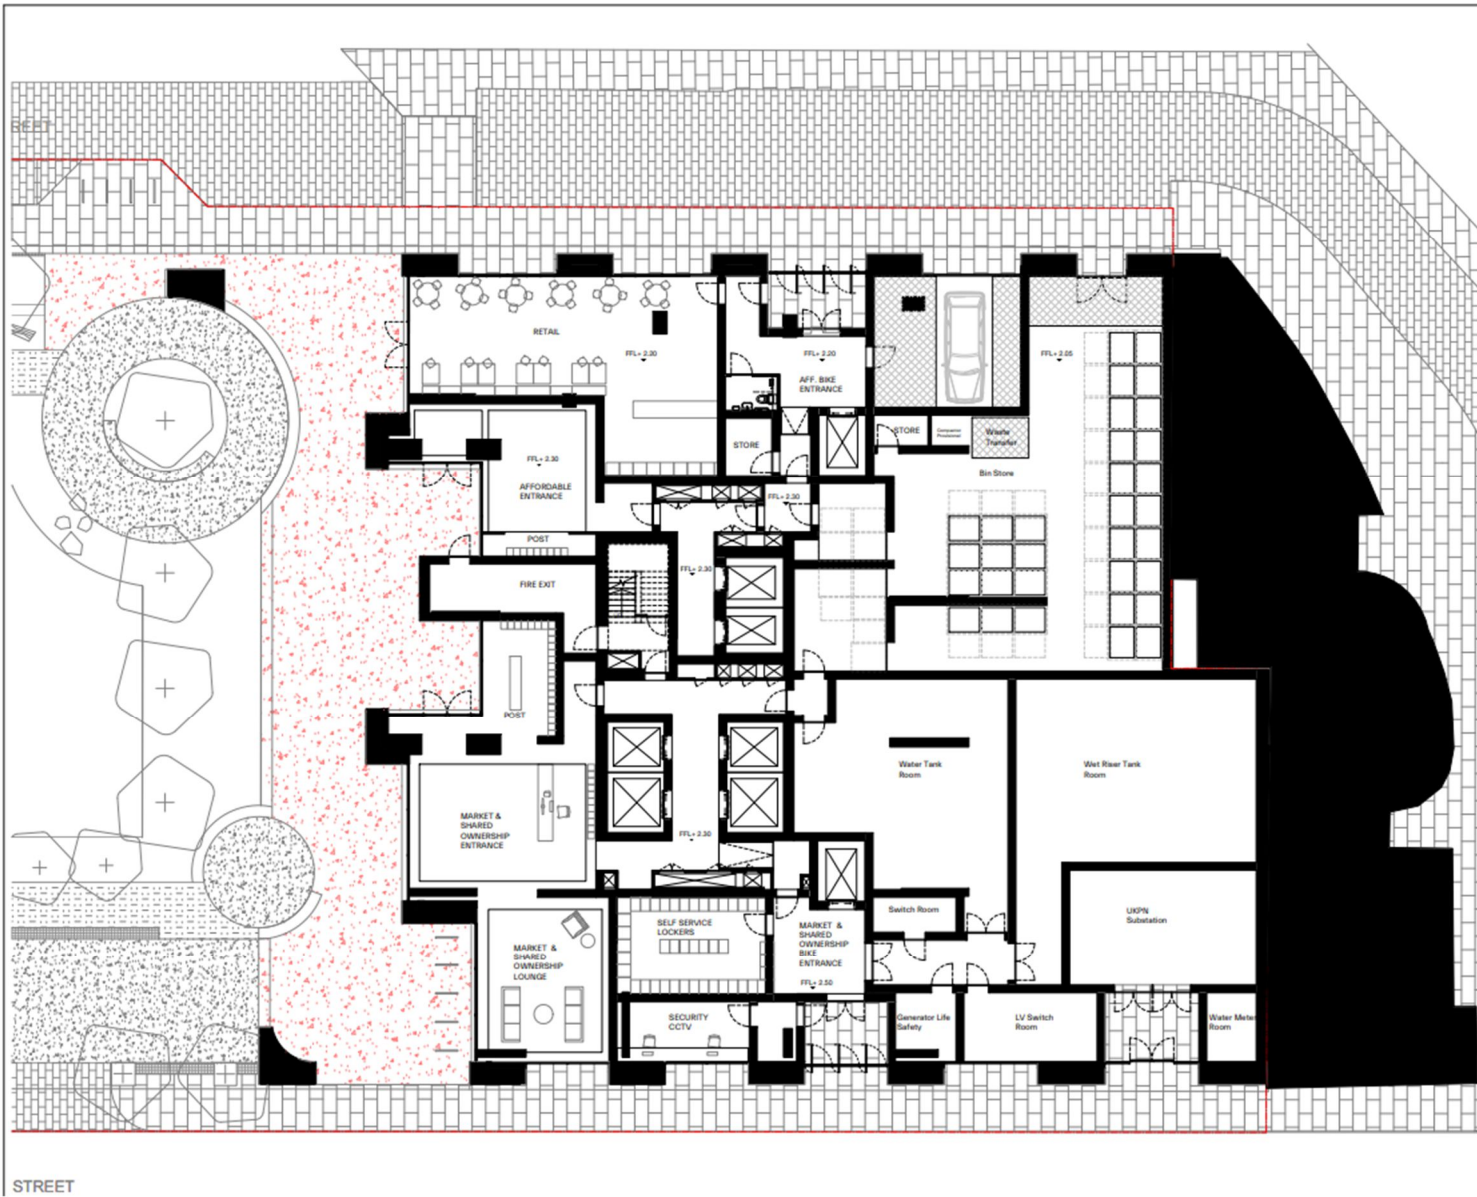 REET
RETAIL
FFL+ 2.20
FFL+ 2.20
FFL+ 2.05
AFF. BIKE
ENTRANCE
STORE
STORE
Waste
Transfer
Bin Store
FFL+ 2.30
AFFORDABLE
ENTRANCE
FFL+ 2.30
POST
FFL+ 2.30
FIRE EXIT
POST
Water Tank
Room
Wet Riser Tank
Room
MARKET &
SHARED
OWNERSHIP
ENTRANCE
FFL+ 2.30
Switch Room
UKPN
Substation
SELF SERVICE
LOCKERS
MARKET &
SHARED
OWNERSHIP
BIKE
ENTRANCE
FFL+ 2.50
MARKET &
SHARED
OWNERSHIP
LOUNGE
SECURITY
CCTV
Generator Life
Safety
LV Switch
Room
Water Meter
Room
STREET